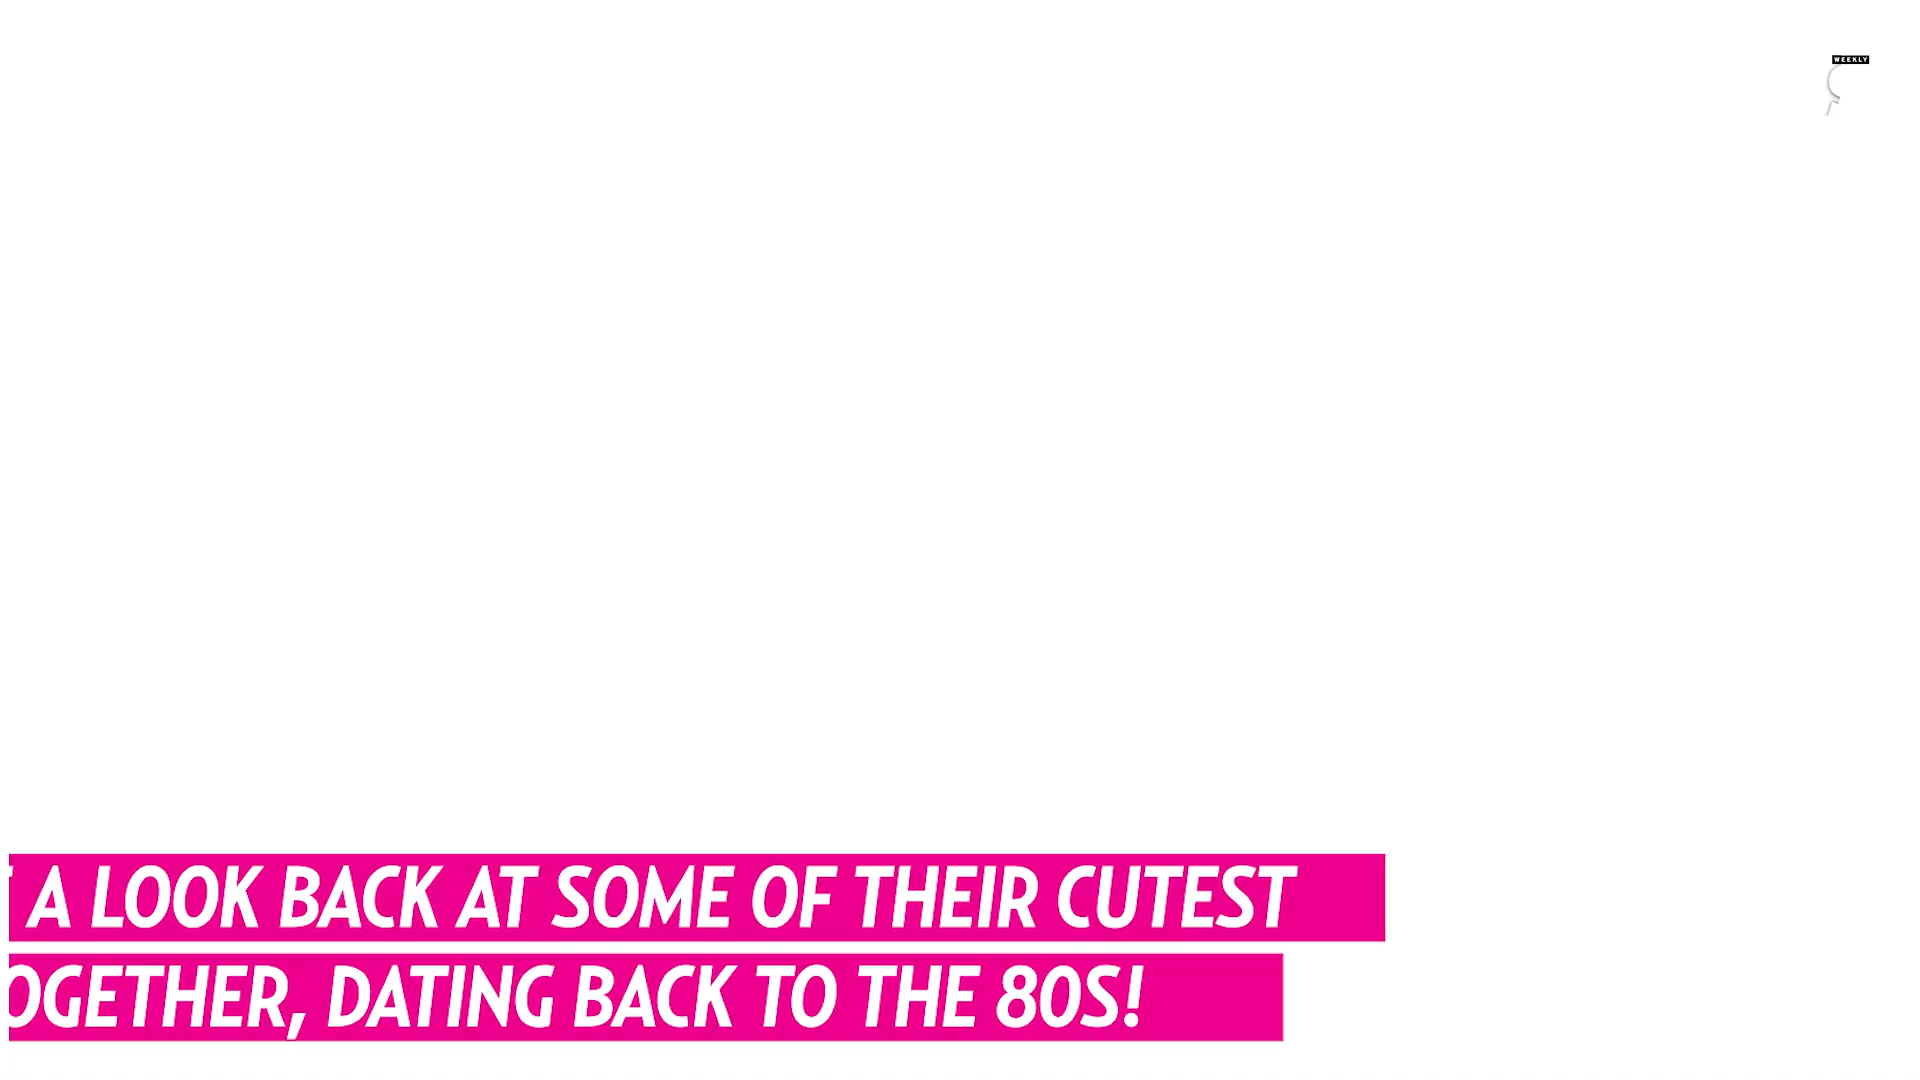 WEEKLY
A LOOK BACK AT SOME OF THEIR CUTEST
OGETHER, DATING BACK TO THE 80S!